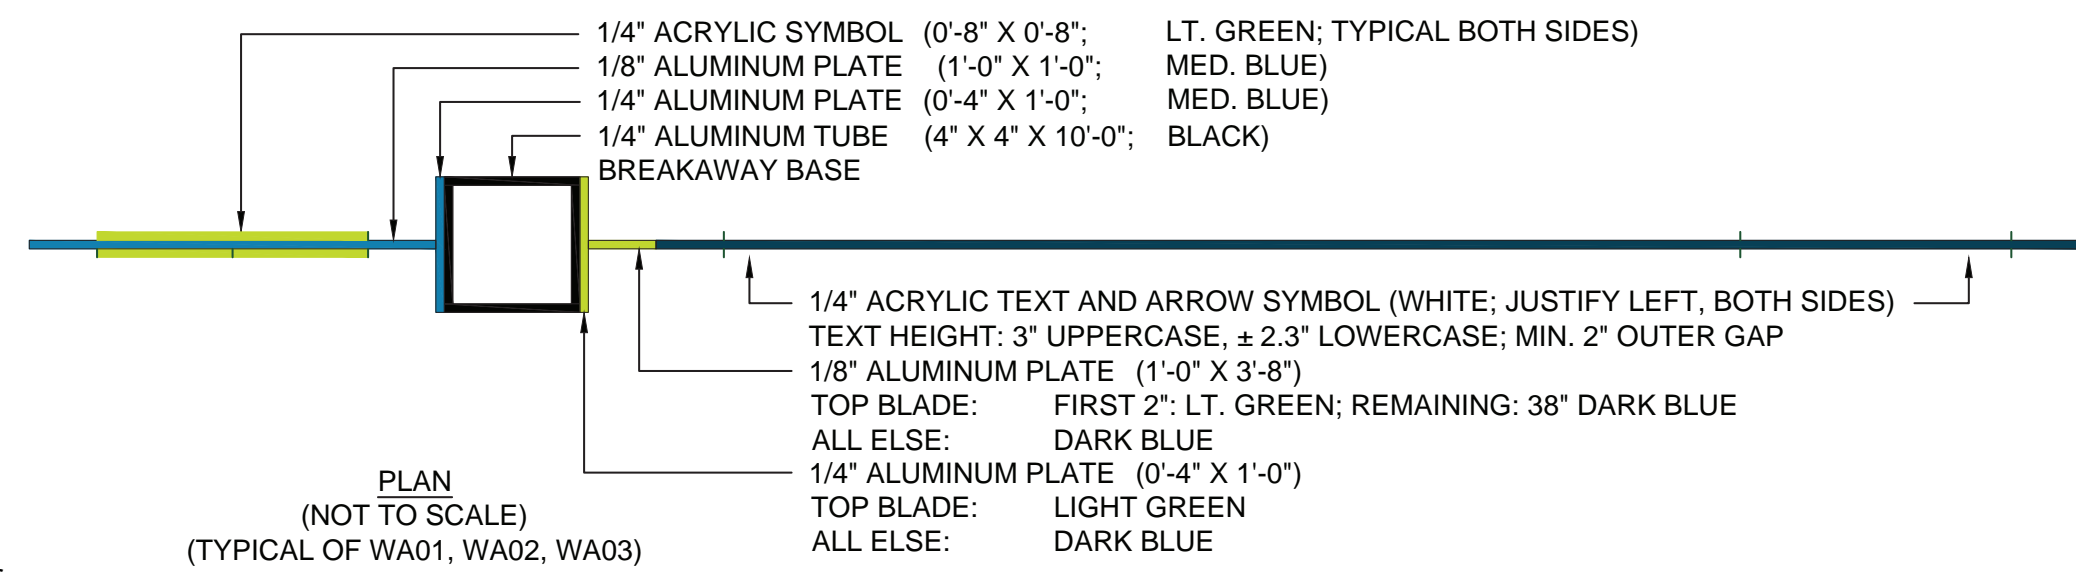 1/4" ACRYLIC SYMBOL (0'-8" X 0'-8"; LT. GREEN; TYPICAL BOTH SIDES)
1/8" ALUMINUM PLATE (1'-0" X 1'-0"; MED. BLUE)
1/4" ALUMINUM PLATE (0'-4" X 1'-0"; MED. BLUE)
1/4" ALUMINUM TUBE (4" X 4" X 10'-0"; BLACK)
BREAKAWAY BASE
1/4" ACRYLIC TEXT AND ARROW SYMBOL (WHITE; JUSTIFY LEFT, BOTH SIDES)
TEXT HEIGHT: 3" UPPERCASE, ± 2.3" LOWERCASE; MIN. 2" OUTER GAP
1/8" ALUMINUM PLATE (1'-0" X 3'-8")
TOP BLADE: FIRST 2": LT. GREEN; REMAINING: 38" DARK BLUE
ALL ELSE: DARK BLUE
1/4" ALUMINUM PLATE (0'-4" X 1'-0")
TOP BLADE: LIGHT GREEN
ALL ELSE: DARK BLUE
PLAN
(NOT TO SCALE)
(TYPICAL OF WA01, WA02, WA03)